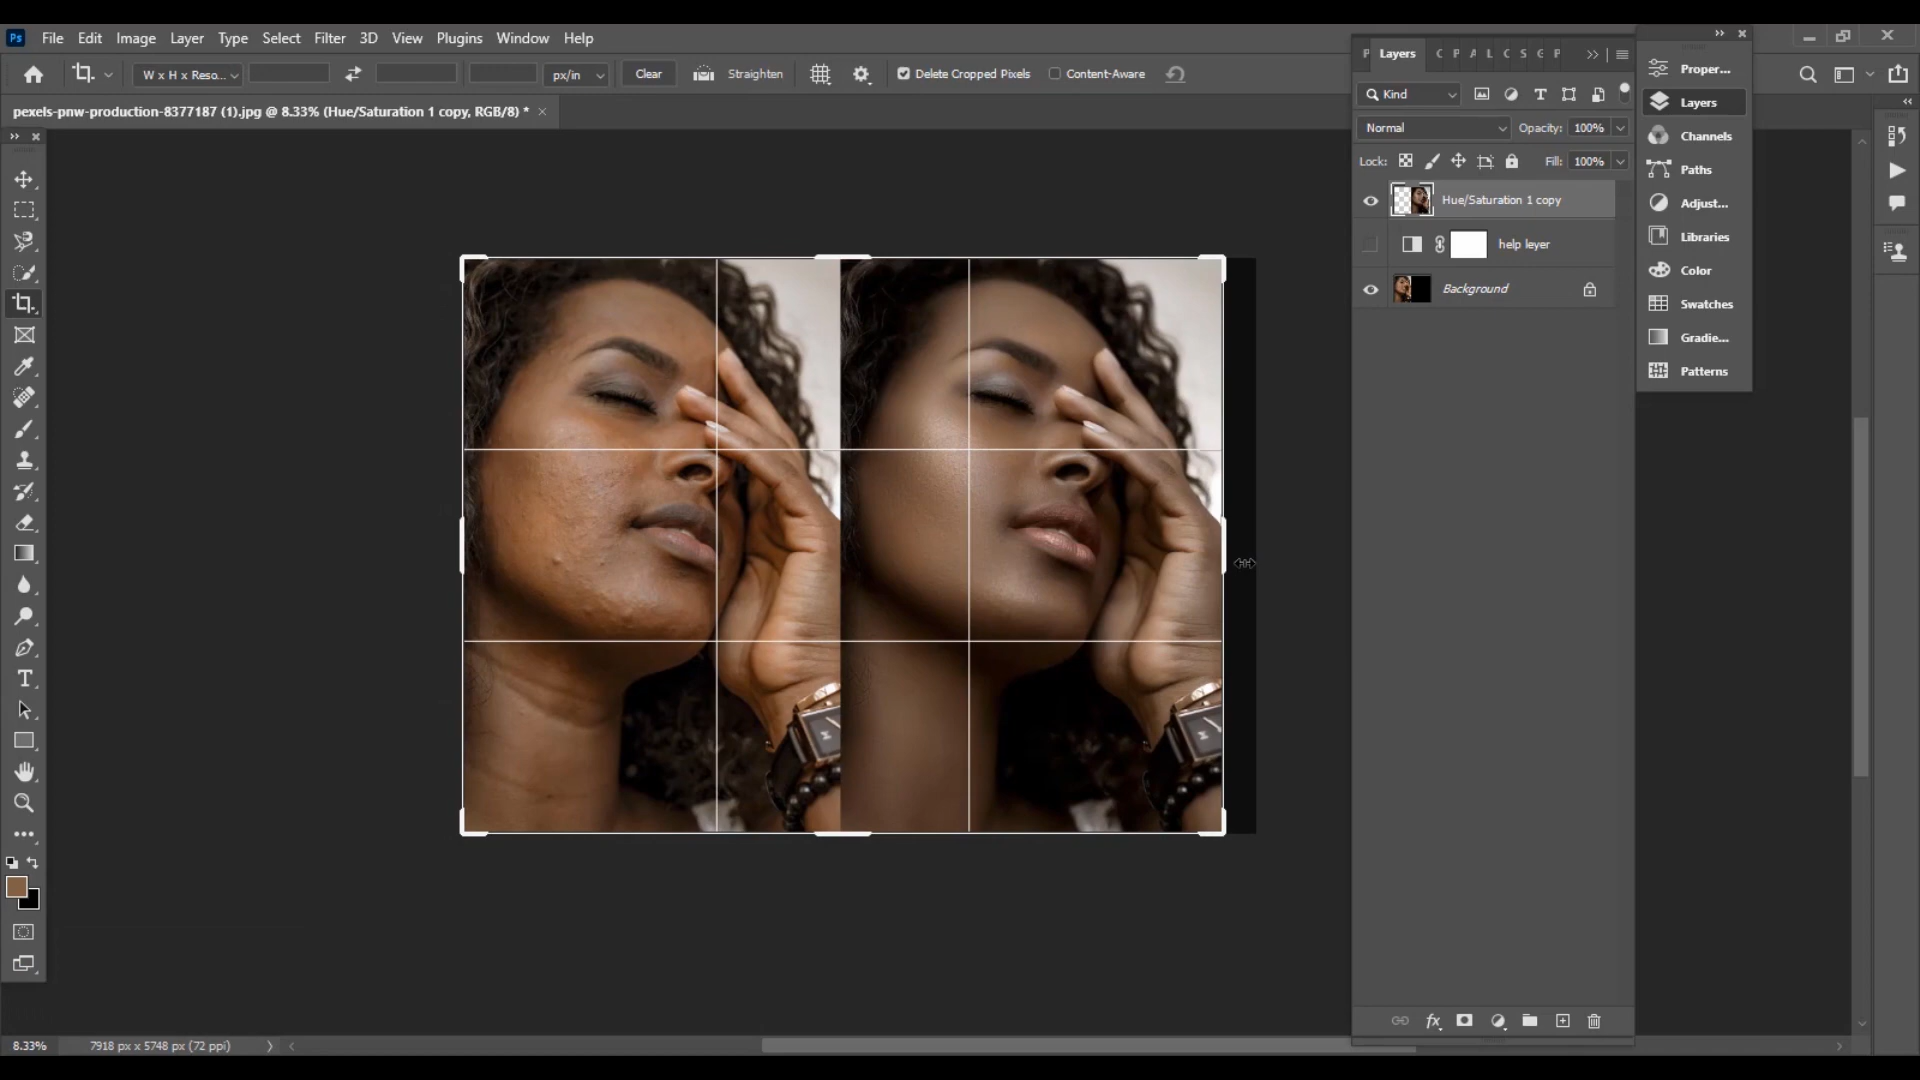 Ps File Edit Image Layer Type Select Filter 3D View Plugins Window Help
W x H x Reso... px/in Clear Straighten Delete Cropped Pixels Content-Aware
pexels-pnw-production-8377187 (1).jpg @ 8.33% (Hue/Saturation 1 copy, RGB/8) * ×
P Layers C P A L C S G P
Kind
Normal Opacity: 100%
Lock: Fill: 100%
Hue/Saturation 1 copy
help leyer
Background
Proper...
Layers
Channels
Paths
Adjust...
Libraries
Color
Swatches
Gradie...
Patterns
T
fx
8.33% 7918 px x 5748 px (72 ppi)